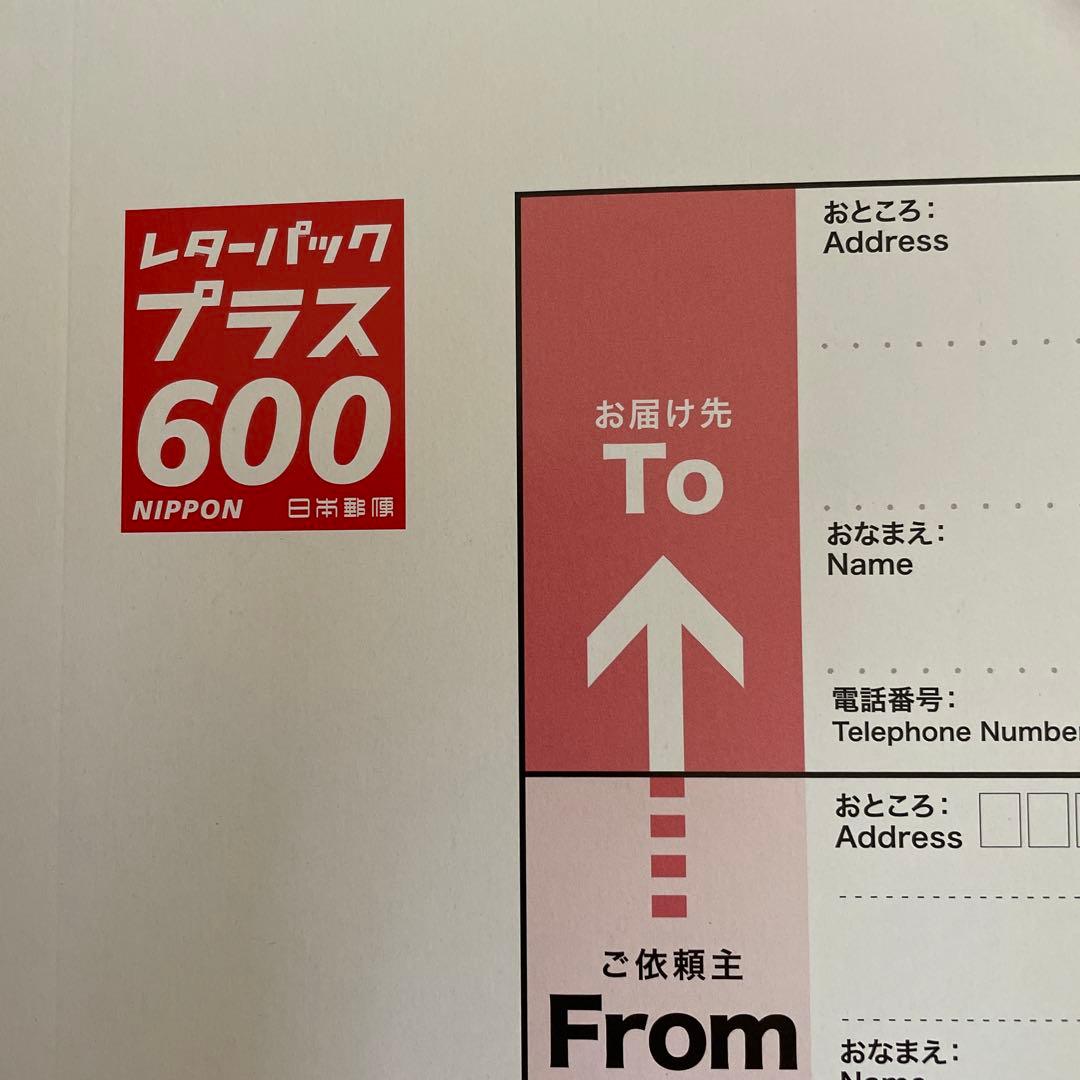 レターパック
プラス
600
NIPPON 日本郵便
お届け先
To
おところ:
Address
おなまえ:
Name
電話番号:
Telephone Number
ご依頼主
From
おところ:
Address
おなまえ:
Name